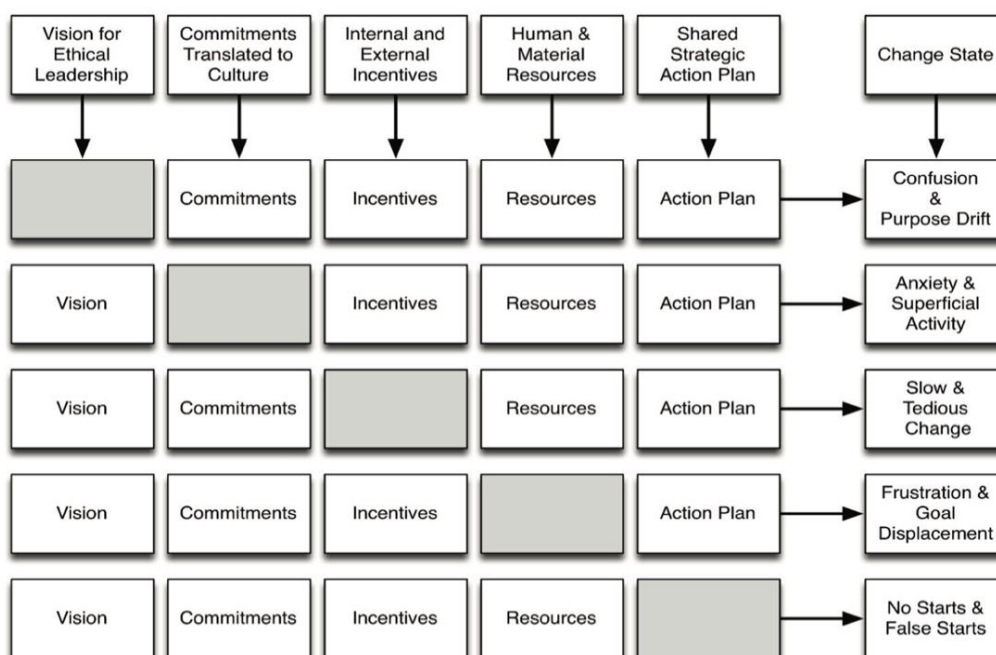 Vision for
Ethical
Leadership
Commitments
Translated to
Culture
Internal and
External
Incentives
Human &
Material
Resources
Shared
Strategic
Action Plan
Change State
Commitments
Incentives
Resources
Action Plan
Confusion
&
Purpose Drift
Vision
Incentives
Resources
Action Plan
Anxiety &
Superficial
Activity
Vision
Commitments
Resources
Action Plan
Slow &
Tedious
Change
Vision
Commitments
Incentives
Action Plan
Frustration &
Goal
Displacement
Vision
Commitments
Incentives
Resources
No Starts &
False Starts